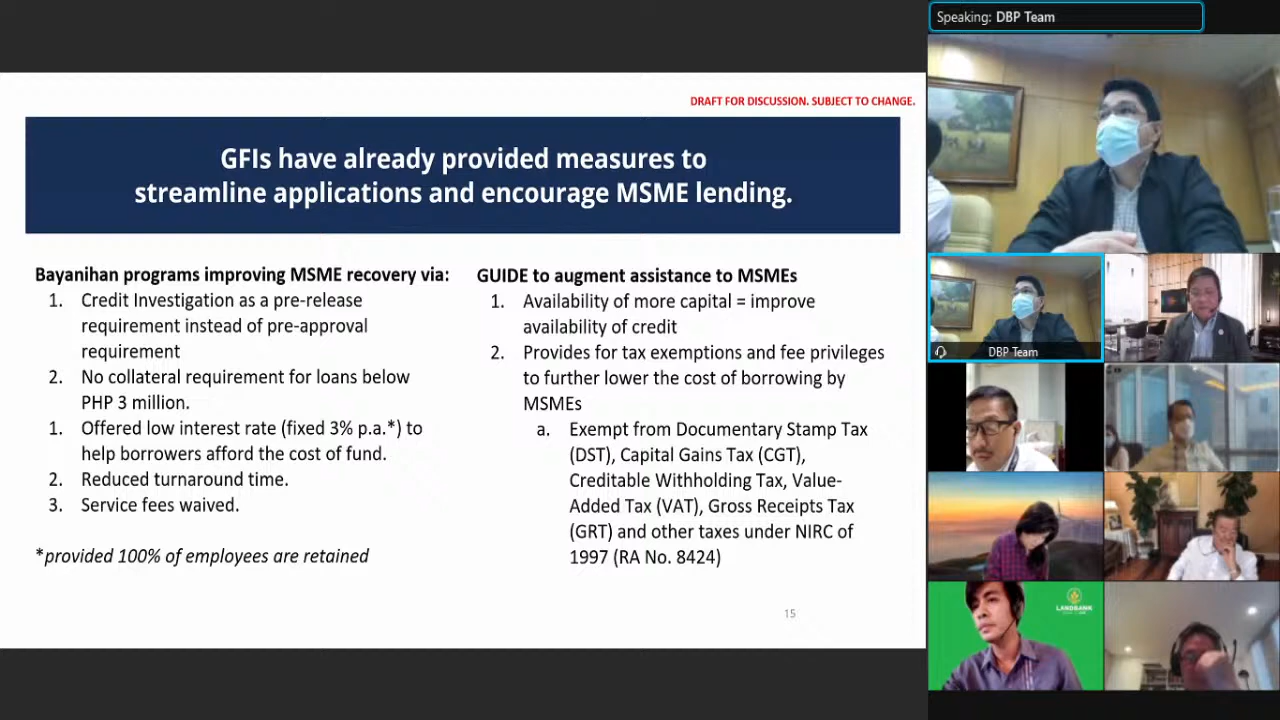 Speaking: DBP Team
DRAFT FOR DISCUSSION. SUBJECT TO CHANGE.
GFIs have already provided measures to
streamline applications and encourage MSME lending.
Bayanihan programs improving MSME recovery via:
1. Credit Investigation as a pre-release
requirement instead of pre-approval
requirement
2. No collateral requirement for loans below
PHP 3 million.
1. Offered low interest rate (fixed 3% p.a.*) to
help borrowers afford the cost of fund.
2. Reduced turnaround time.
3. Service fees waived.
*provided 100% of employees are retained
GUIDE to augment assistance to MSMEs
1. Availability of more capital = improve
availability of credit
2. Provides for tax exemptions and fee privileges
to further lower the cost of borrowing by
MSMEs
a. Exempt from Documentary Stamp Tax
(DST), Capital Gains Tax (CGT),
Creditable Withholding Tax, Value-
Added Tax (VAT), Gross Receipts Tax
(GRT) and other taxes under NIRC of
1997 (RA No. 8424)
15
DBP Team
LANDBANK